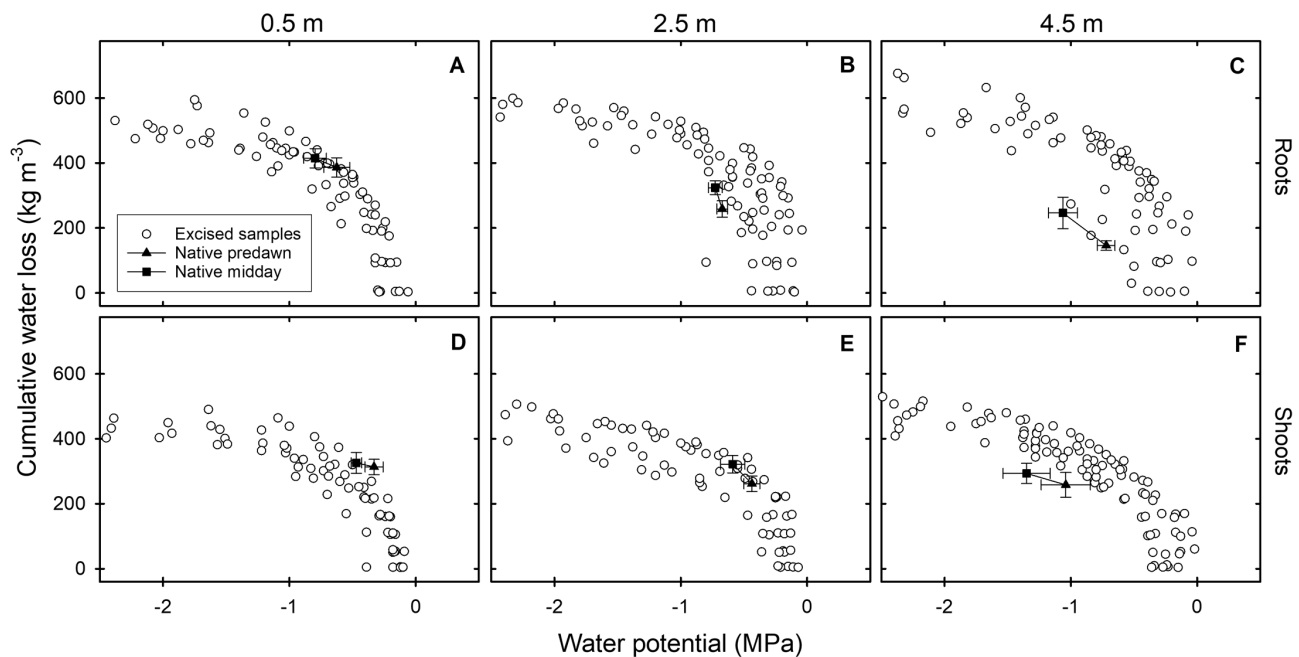 0.5 m 2.5 m 4.5 m
Cumulative water loss (kg m⁻³)
A B C
600
400
200
0
Excised samples
Native predawn
Native midday
Roots
D E F
600
400
200
0
Shoots
-2 -1 0 -2 -1 0 -2 -1 0
Water potential (MPa)